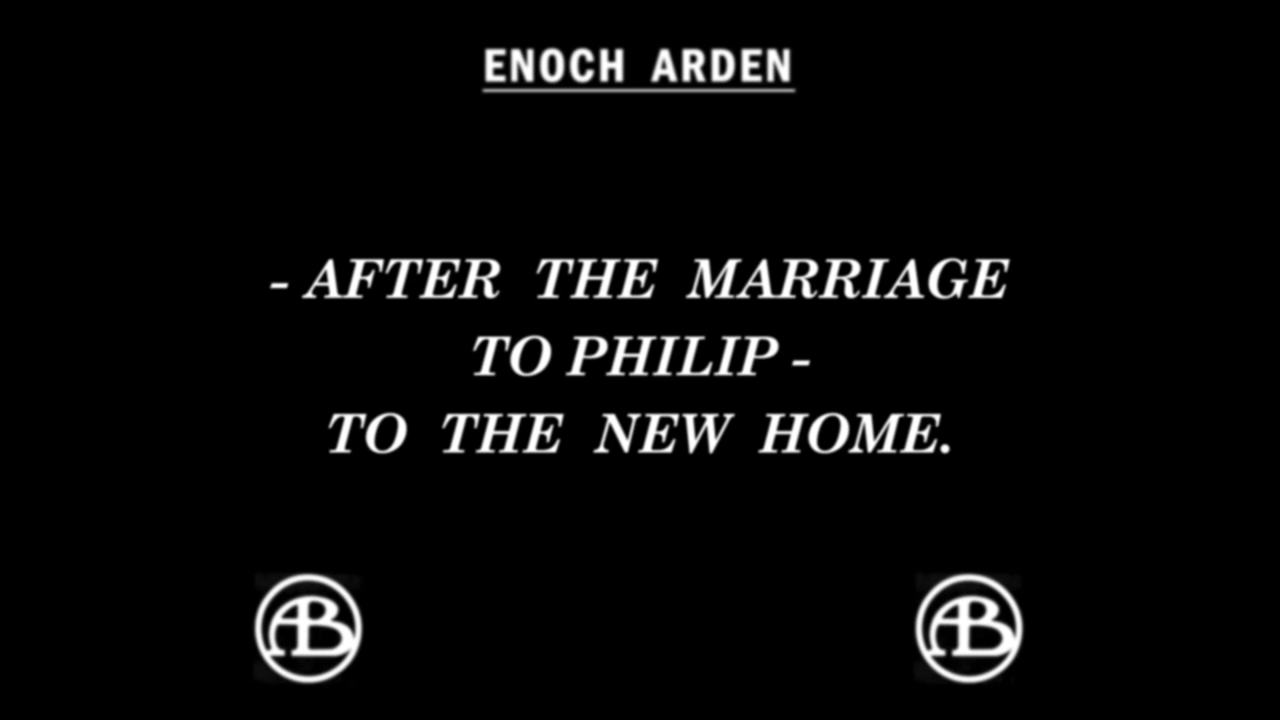 ENOCH ARDEN
- AFTER THE MARRIAGE
TO PHILIP -
TO THE NEW HOME.
AB AB